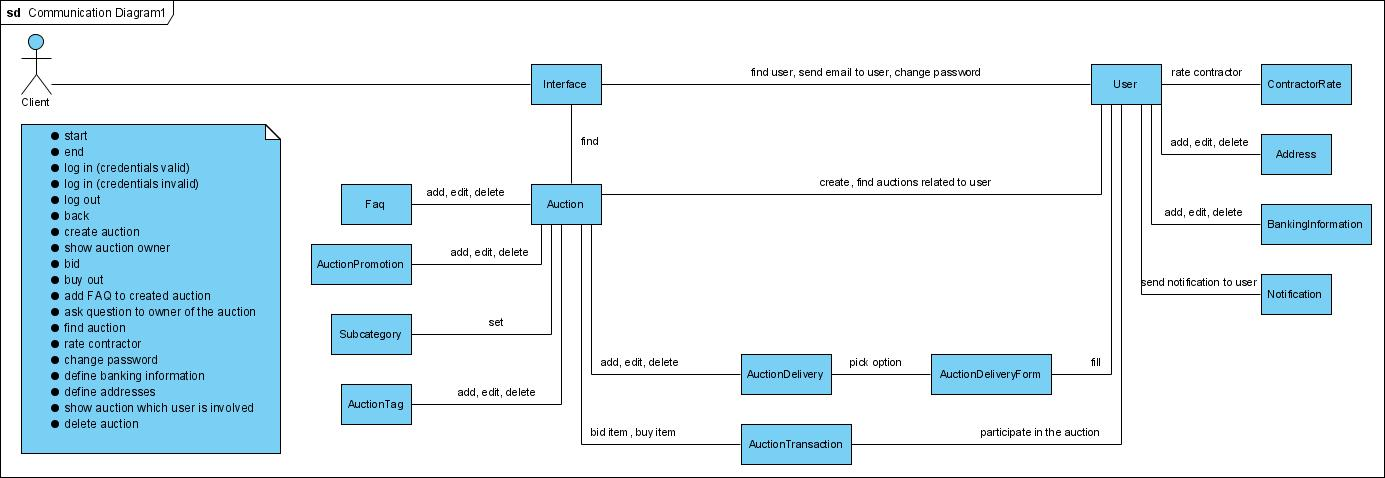 sd Communication Diagram1
Client
Interface
find user, send email to user, change password
User
rate contractor
ContractorRate
find
add, edit, delete
Address
start
end
log in (credentials valid)
log in (credentials invalid)
log out
back
create auction
show auction owner
bid
buy out
add FAQ to created auction
ask question to owner of the auction
find auction
rate contractor
change password
define banking information
define addresses
show auction which user is involved
delete auction
Faq
add, edit, delete
Auction
create, find auctions related to user
add, edit, delete
BankingInformation
AuctionPromotion
add, edit, delete
send notification to user
Notification
Subcategory
set
add, edit, delete
AuctionDelivery
pick option
AuctionDeliveryForm
fill
AuctionTag
add, edit, delete
bid item, buy item
AuctionTransaction
participate in the auction